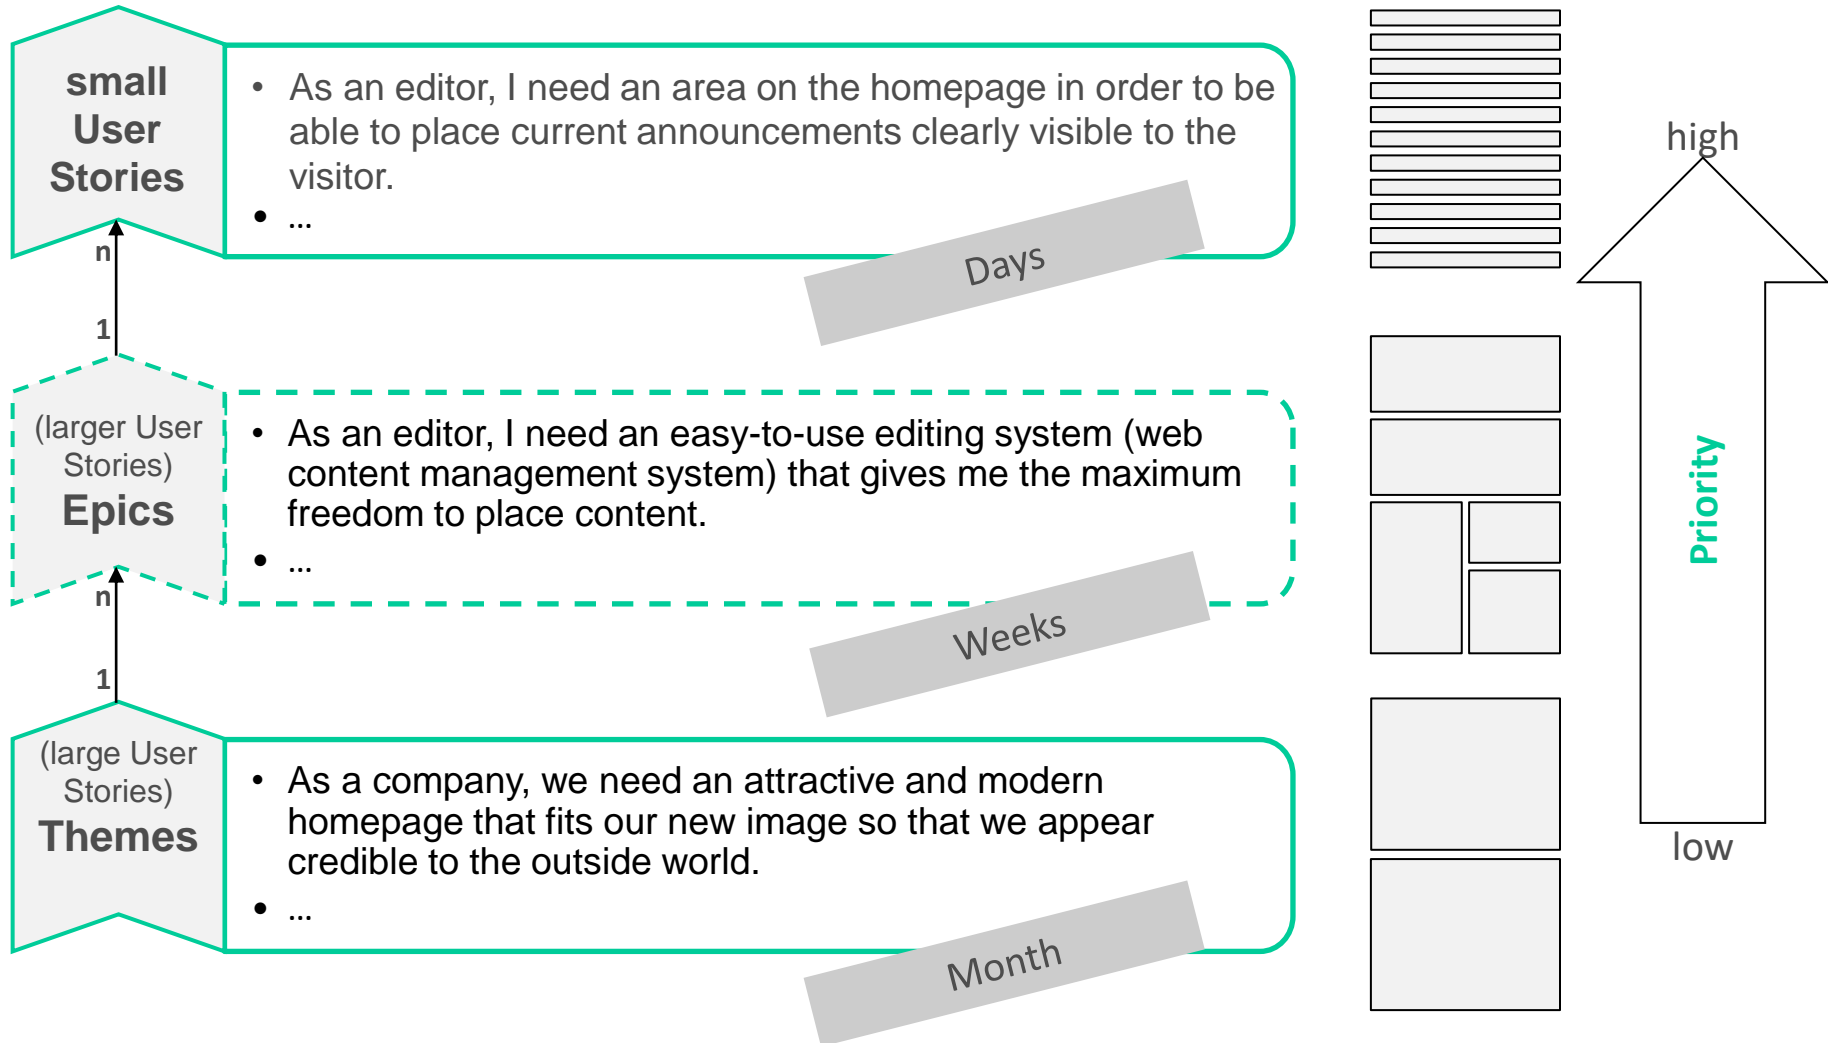 small
User
Stories
• As an editor, I need an area on the homepage in order to be
able to place current announcements clearly visible to the
visitor.
• ...
Days
n
1
(larger User
Stories)
Epics
• As an editor, I need an easy-to-use editing system (web
content management system) that gives me the maximum
freedom to place content.
• ...
Weeks
n
1
(large User
Stories)
Themes
• As a company, we need an attractive and modern
homepage that fits our new image so that we appear
credible to the outside world.
• ...
Month
high
Priority
low